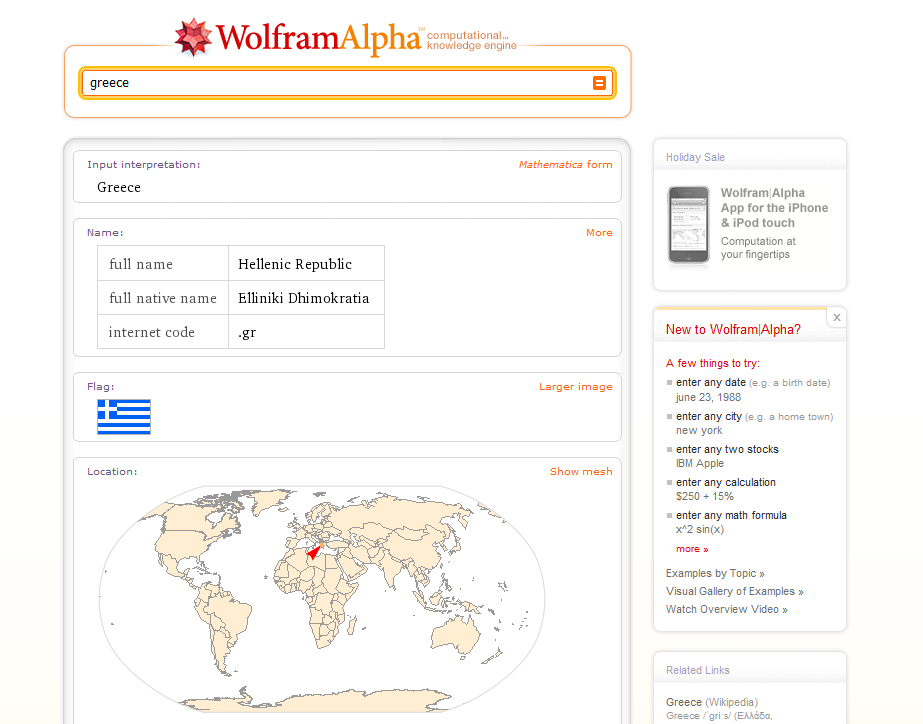 WolframAlpha™ computational...
knowledge engine
greece
Input interpretation:
Mathematica form
Greece
Name:
More
full name Hellenic Republic
full native name Elliniki Dhimokratia
internet code .gr
Flag:
Larger image
Location:
Show mesh
Holiday Sale
Wolfram|Alpha
App for the iPhone
& iPod touch
Computation at
your fingertips
x
New to Wolfram|Alpha?
A few things to try:
enter any date (e.g. a birth date)
june 23, 1988
enter any city (e.g. a home town)
new york
enter any two stocks
IBM Apple
enter any calculation
$250 + 15%
enter any math formula
x^2 sin(x)
more »
Examples by Topic »
Visual Gallery of Examples »
Watch Overview Video »
Related Links
Greece (Wikipedia)
Greece /ˈɡriːs/ (Ελλάδα,